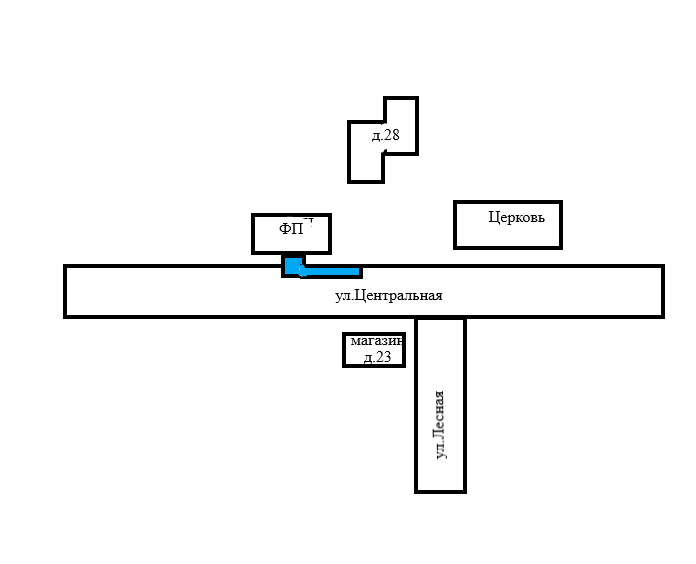 д.28
Церковь
ФП
ул.Центральная
магазин
д.23
ул.Лесная